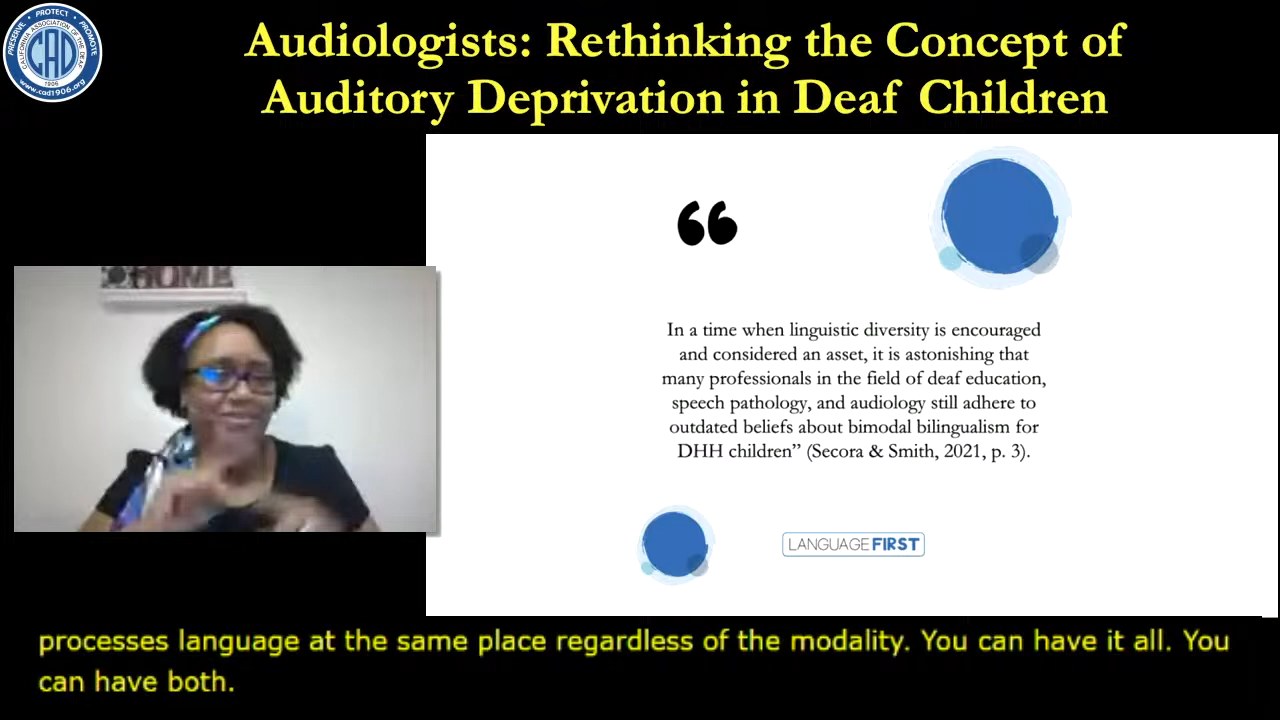 PRESERVE • PROTECT • PROMOTE
CALIFORNIA ASSOCIATION OF THE DEAF
CAD
1906
www.cad1906.org
Audiologists: Rethinking the Concept of
Auditory Deprivation in Deaf Children
“
HOME
In a time when linguistic diversity is encouraged
and considered an asset, it is astonishing that
many professionals in the field of deaf education,
speech pathology, and audiology still adhere to
outdated beliefs about bimodal bilingualism for
DHH children” (Secora & Smith, 2021, p. 3).
LANGUAGE FIRST
processes language at the same place regardless of the modality. You can have it all. You
can have both.